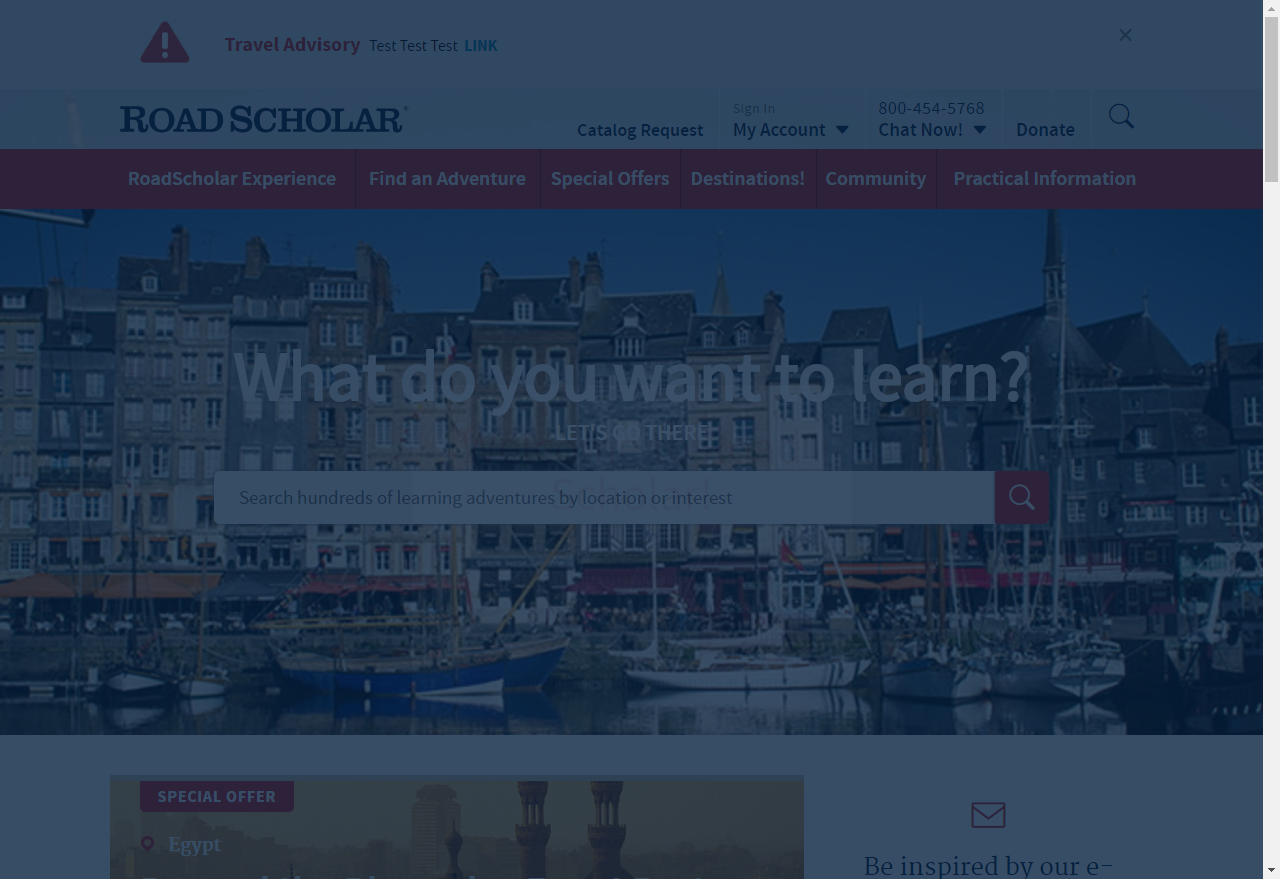 Travel Advisory Test Test Test LINK
ROAD SCHOLAR®
Catalog Request
Sign In
My Account
800-454-5768
Chat Now!
Donate
RoadScholar Experience
Find an Adventure
Special Offers
Destinations!
Community
Practical Information
What do you want to learn?
LET'S GO THERE
Search hundreds of learning adventures by location or interest
SPECIAL OFFER
Egypt
Be inspired by our e-